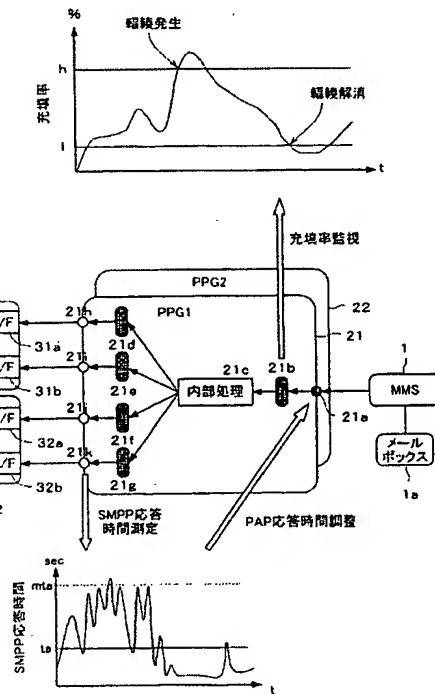 %
輻輳発生
h
充填率
輻輳解消
l
t
充填率監視
PPG2
PPG1
22
21
21h
21d
21c
21b
1
/F
31a
21i
内部処理
MMS
/F
31b
21e
21a
21j
/F
32a
21f
メール
ボックス
21k
/F
32b
21g
1a
2
SMPP応答
時間測定
PAP応答時間調整
sec
mta
SMPP応答時間
ta
t